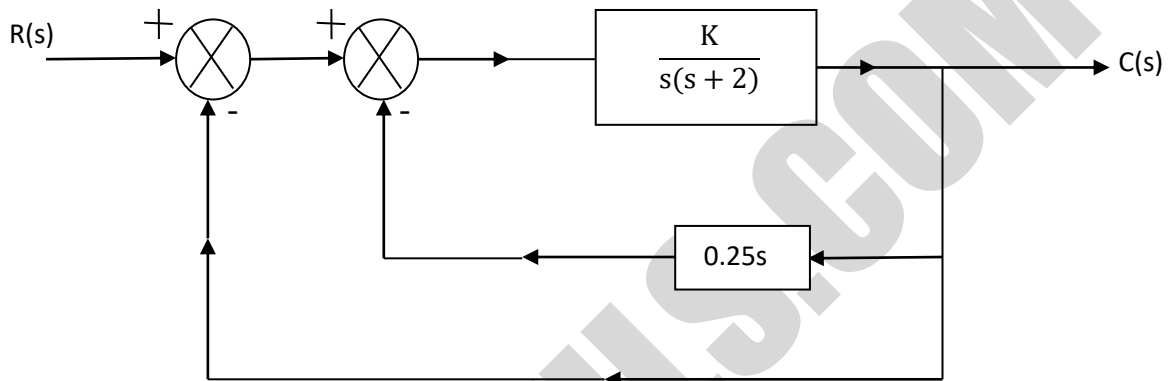 R(s)
+
+
-
-
K
s(s + 2)
C(s)
0.25s